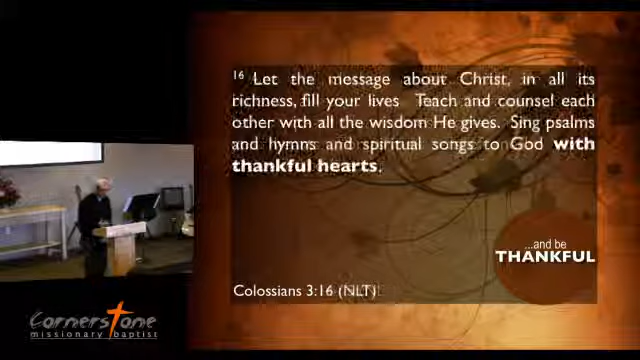 16 Let the message about Christ, in all its
richness, fill your lives Teach and counsel each
other with all the wisdom He gives. Sing psalms
and hymns and spiritual songs to God with
thankful hearts.
...and be
THANKFUL
Colossians 3:16 (NLT)
Cornerstone
missionary baptist